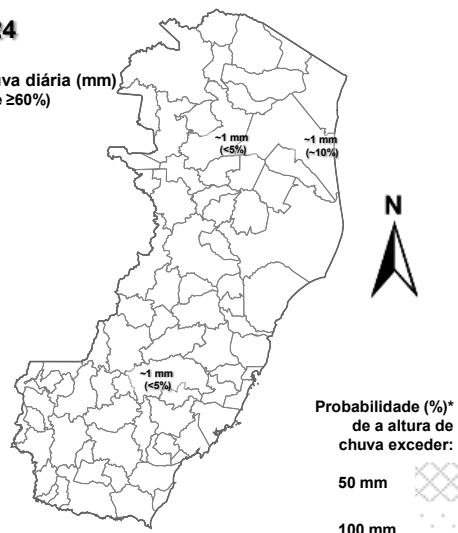 24
uva diária (mm)
e ≥60%)
~1 mm
(<5%)
~1 mm
(~10%)
N
~1 mm
(<5%)
Probabilidade (%)*
de a altura de
chuva exceder:
50 mm
100 mm